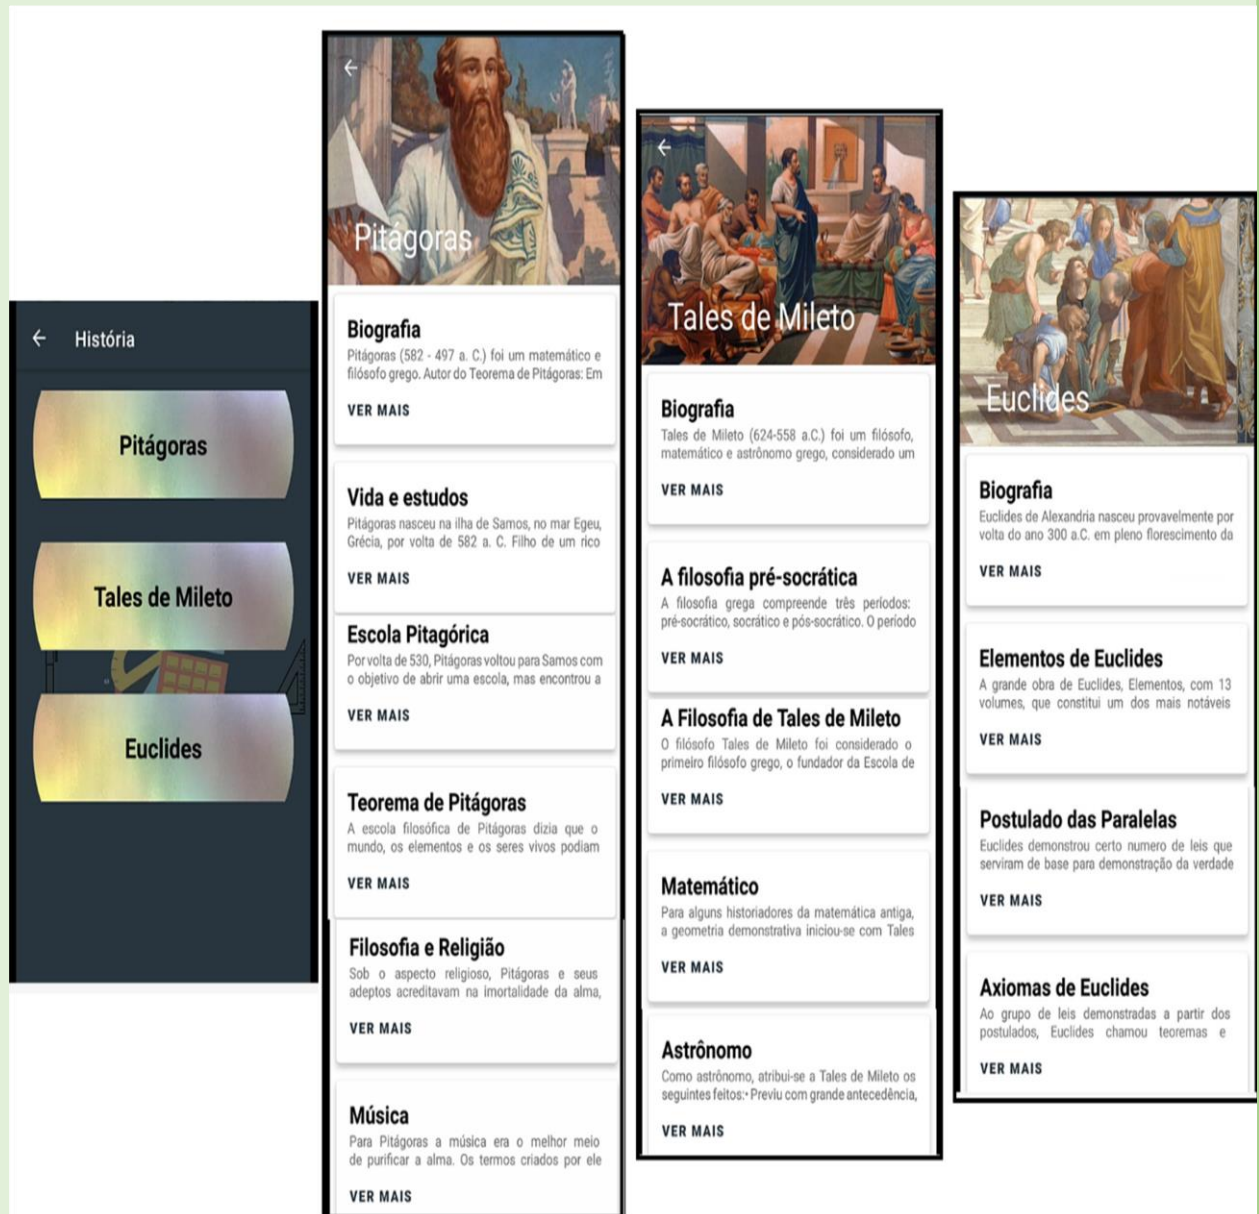 História
Pitágoras
Tales de Mileto
Euclides
Pitágoras
Biografia
Pitágoras (582 - 497 a. C.) foi um matemático e
filósofo grego. Autor do Teorema de Pitágoras: Em
VER MAIS
Vida e estudos
Pitágoras nasceu na ilha de Samos, no mar Egeu,
Grécia, por volta de 582 a. C. Filho de um rico
VER MAIS
Escola Pitagórica
Por volta de 530, Pitágoras voltou para Samos com
o objetivo de abrir uma escola, mas encontrou a
VER MAIS
Teorema de Pitágoras
A escola filosófica de Pitágoras dizia que o
mundo, os elementos e os seres vivos podiam
VER MAIS
Filosofia e Religião
Sob o aspecto religioso, Pitágoras e seus
adeptos acreditavam na imortalidade da alma,
VER MAIS
Música
Para Pitágoras a música era o melhor meio
de purificar a alma. Os termos criados por ele
VER MAIS
Tales de Mileto
Biografia
Tales de Mileto (624-558 a.C.) foi um filósofo,
matemático e astrônomo grego, considerado um
VER MAIS
A filosofia pré-socrática
A filosofia grega compreende três períodos:
pré-socrático, socrático e pós-socrático. O período
VER MAIS
A Filosofia de Tales de Mileto
O filósofo Tales de Mileto foi considerado o
primeiro filósofo grego, o fundador da Escola de
VER MAIS
Matemático
Para alguns historiadores da matemática antiga,
a geometria demonstrativa iniciou-se com Tales
VER MAIS
Astrônomo
Como astrônomo, atribui-se a Tales de Mileto os
seguintes feitos:• Previu com grande antecedência,
VER MAIS
Euclides
Biografia
Euclides de Alexandria nasceu provavelmente por
volta do ano 300 a.C. em pleno florescimento da
VER MAIS
Elementos de Euclides
A grande obra de Euclides, Elementos, com 13
volumes, que constitui um dos mais notáveis
VER MAIS
Postulado das Paralelas
Euclides demonstrou certo numero de leis que
serviram de base para demonstração da verdade
VER MAIS
Axiomas de Euclides
Ao grupo de leis demonstradas a partir dos
postulados, Euclides chamou teoremas e
VER MAIS